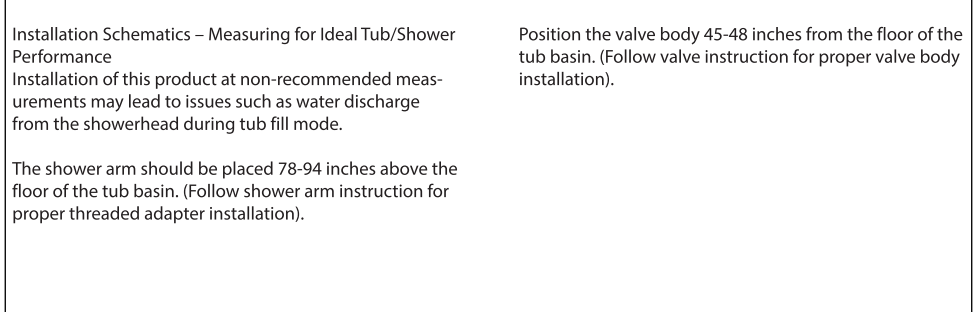 Installation Schematics – Measuring for Ideal Tub/Shower
Performance
Installation of this product at non-recommended meas-
urements may lead to issues such as water discharge
from the showerhead during tub fill mode.
The shower arm should be placed 78-94 inches above the
floor of the tub basin. (Follow shower arm instruction for
proper threaded adapter installation).
Position the valve body 45-48 inches from the floor of the
tub basin. (Follow valve instruction for proper valve body
installation).